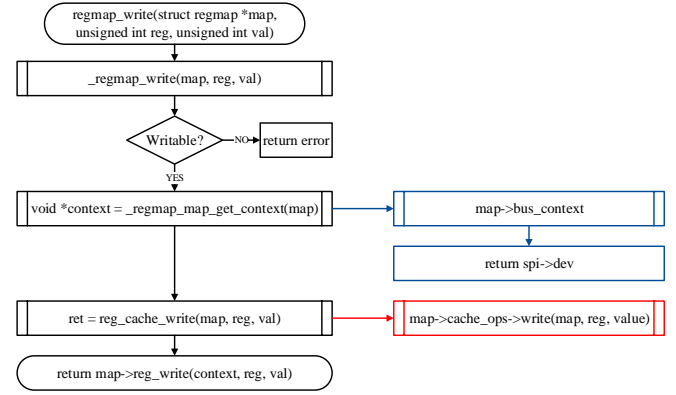 regmap_write(struct regmap *map,
unsigned int reg, unsigned int val)
_regmap_write(map, reg, val)
Writable?
NO
return error
YES
void *context = _regmap_map_get_context(map)
map->bus_context
return spi->dev
ret = reg_cache_write(map, reg, val)
map->cache_ops->write(map, reg, value)
return map->reg_write(context, reg, val)